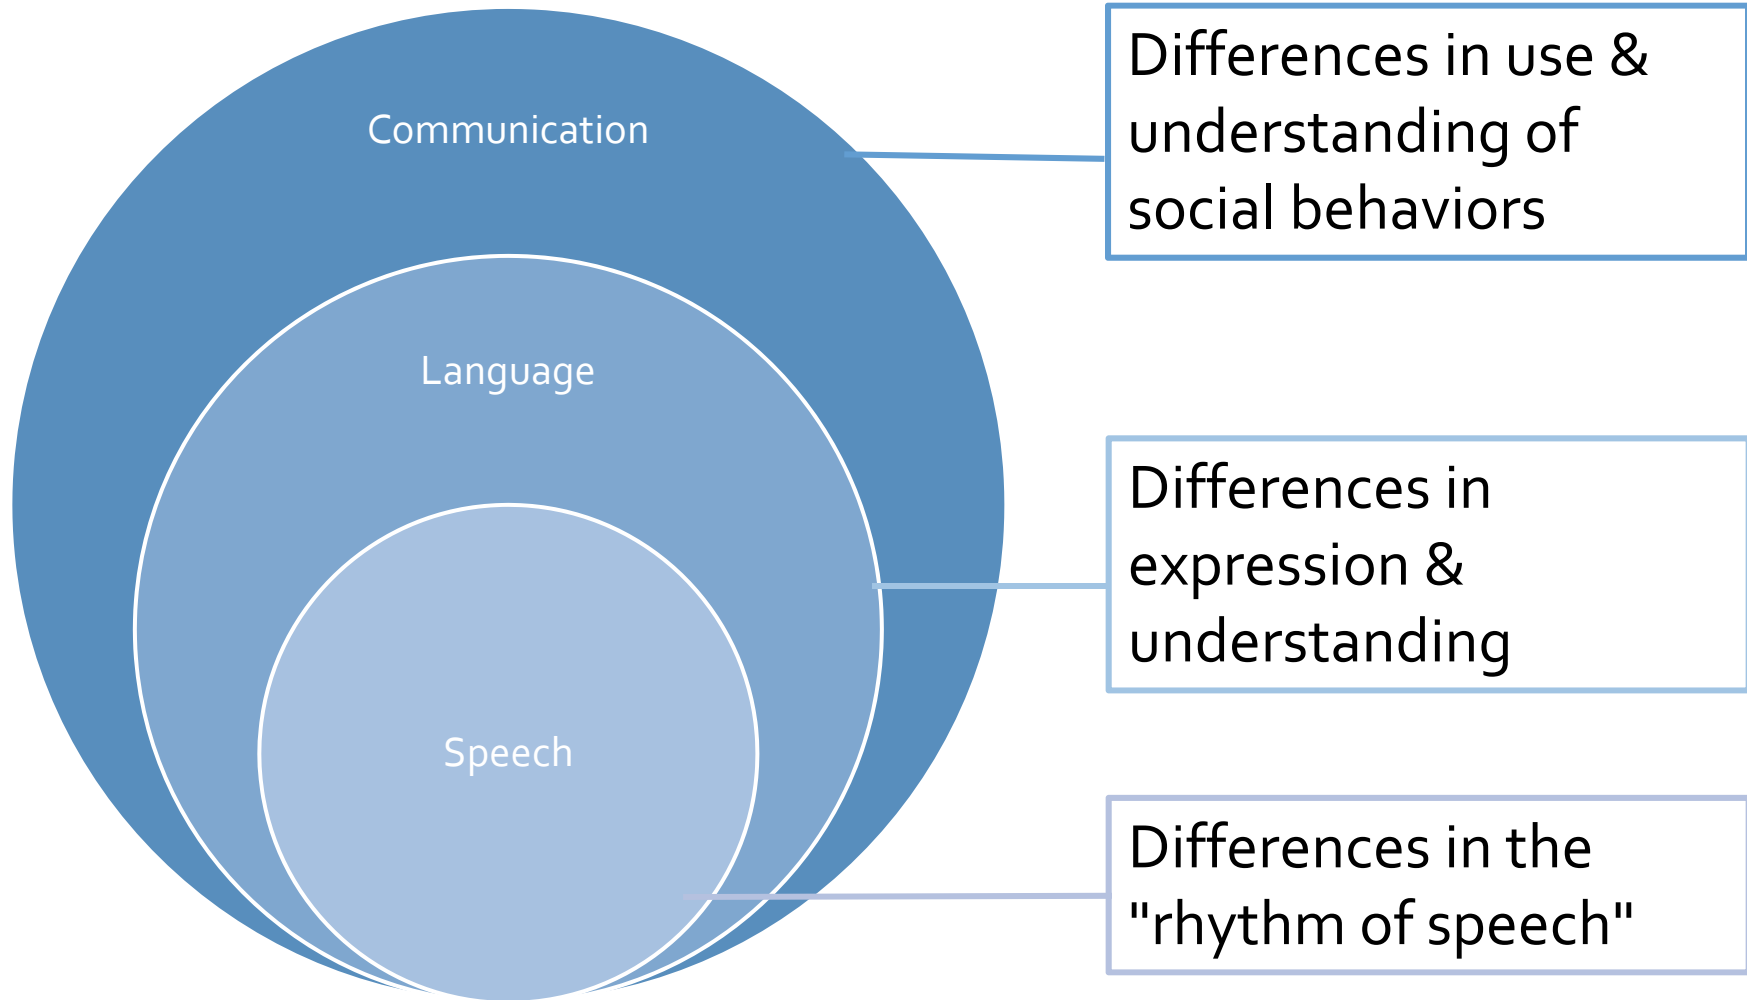 Communication
Differences in use &
understanding of
social behaviors
Language
Differences in
expression &
understanding
Speech
Differences in the
"rhythm of speech"